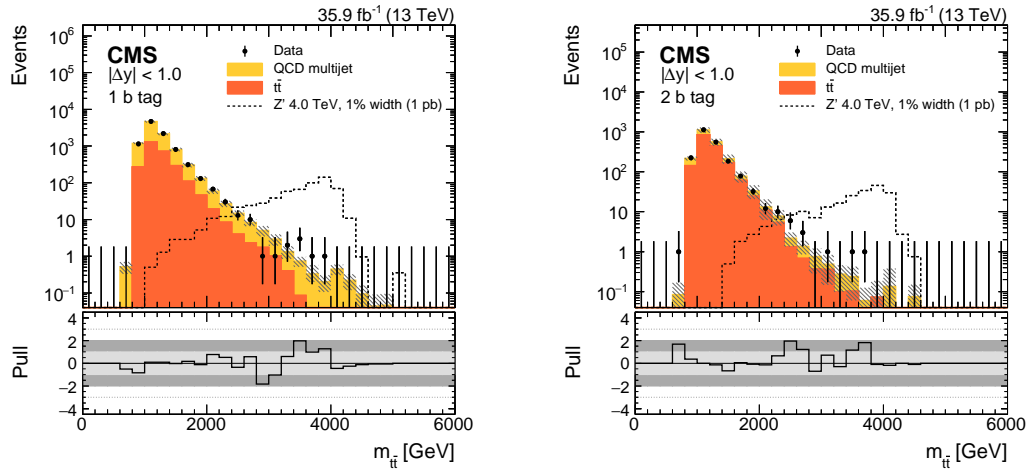 35.9 fb⁻¹ (13 TeV)
Events
10⁶
10⁵
10⁴
10³
10²
10
1
10⁻¹
CMS
|Δy| < 1.0
1 b tag
Data
QCD multijet
tt̄
Z' 4.0 TeV, 1% width (1 pb)
Pull
4
2
0
−2
−4
0 2000 4000 6000
m_tt̄ [GeV]
35.9 fb⁻¹ (13 TeV)
Events
10⁵
10⁴
10³
10²
10
1
10⁻¹
CMS
|Δy| < 1.0
2 b tag
Data
QCD multijet
tt̄
Z' 4.0 TeV, 1% width (1 pb)
Pull
4
2
0
−2
−4
0 2000 4000 6000
m_tt̄ [GeV]